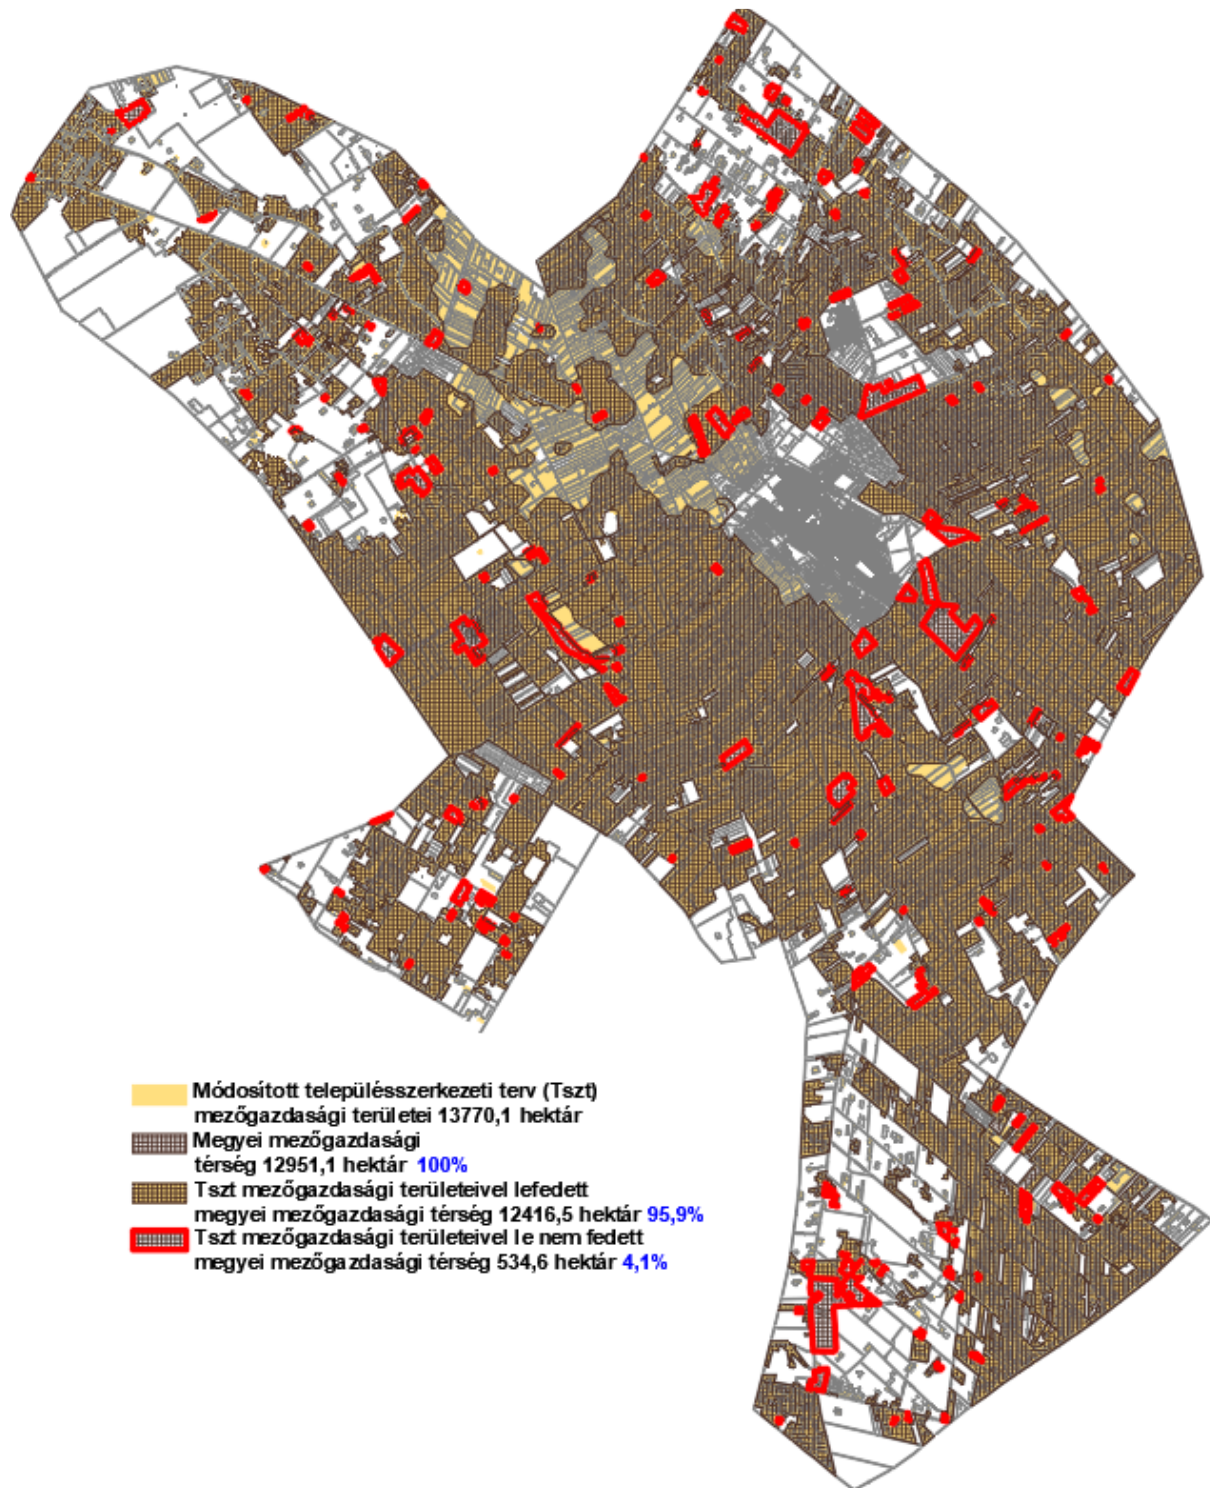 Módosított településszerkezeti terv (Tszt)
mezőgazdasági területei 13770,1 hektár
Megyei mezőgazdasági
térség 12951,1 hektár 100%
Tszt mezőgazdasági területeivel lefedett
megyei mezőgazdasági térség 12416,5 hektár 95,9%
Tszt mezőgazdasági területeivel le nem fedett
megyei mezőgazdasági térség 534,6 hektár 4,1%